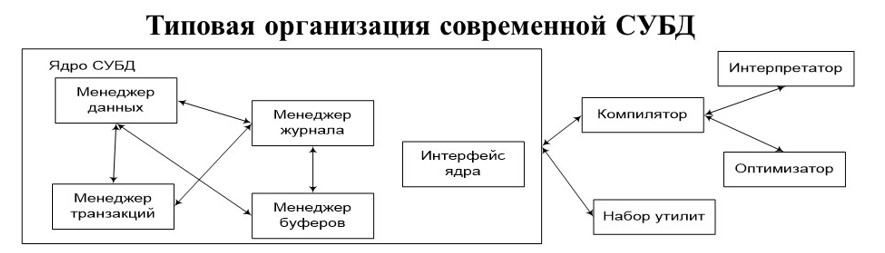 Типовая организация современной СУБД
Ядро СУБД
Менеджер
данных
Менеджер
журнала
Интерфейс
ядра
Менеджер
транзакций
Менеджер
буферов
Компилятор
Интерпретатор
Оптимизатор
Набор утилит